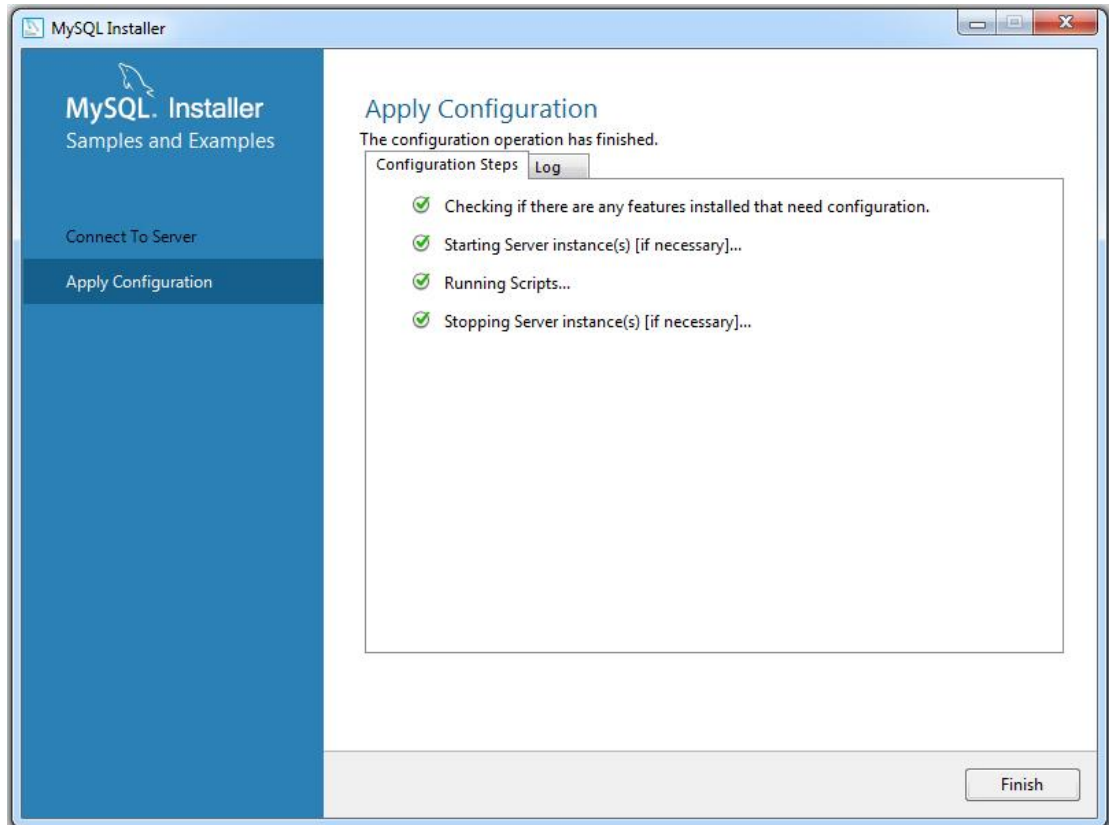 MySQL Installer
MySQL. Installer
Samples and Examples
Connect To Server
Apply Configuration
Apply Configuration
The configuration operation has finished.
Configuration Steps
Log
Checking if there are any features installed that need configuration.
Starting Server instance(s) [if necessary]...
Running Scripts...
Stopping Server instance(s) [if necessary]...
Finish